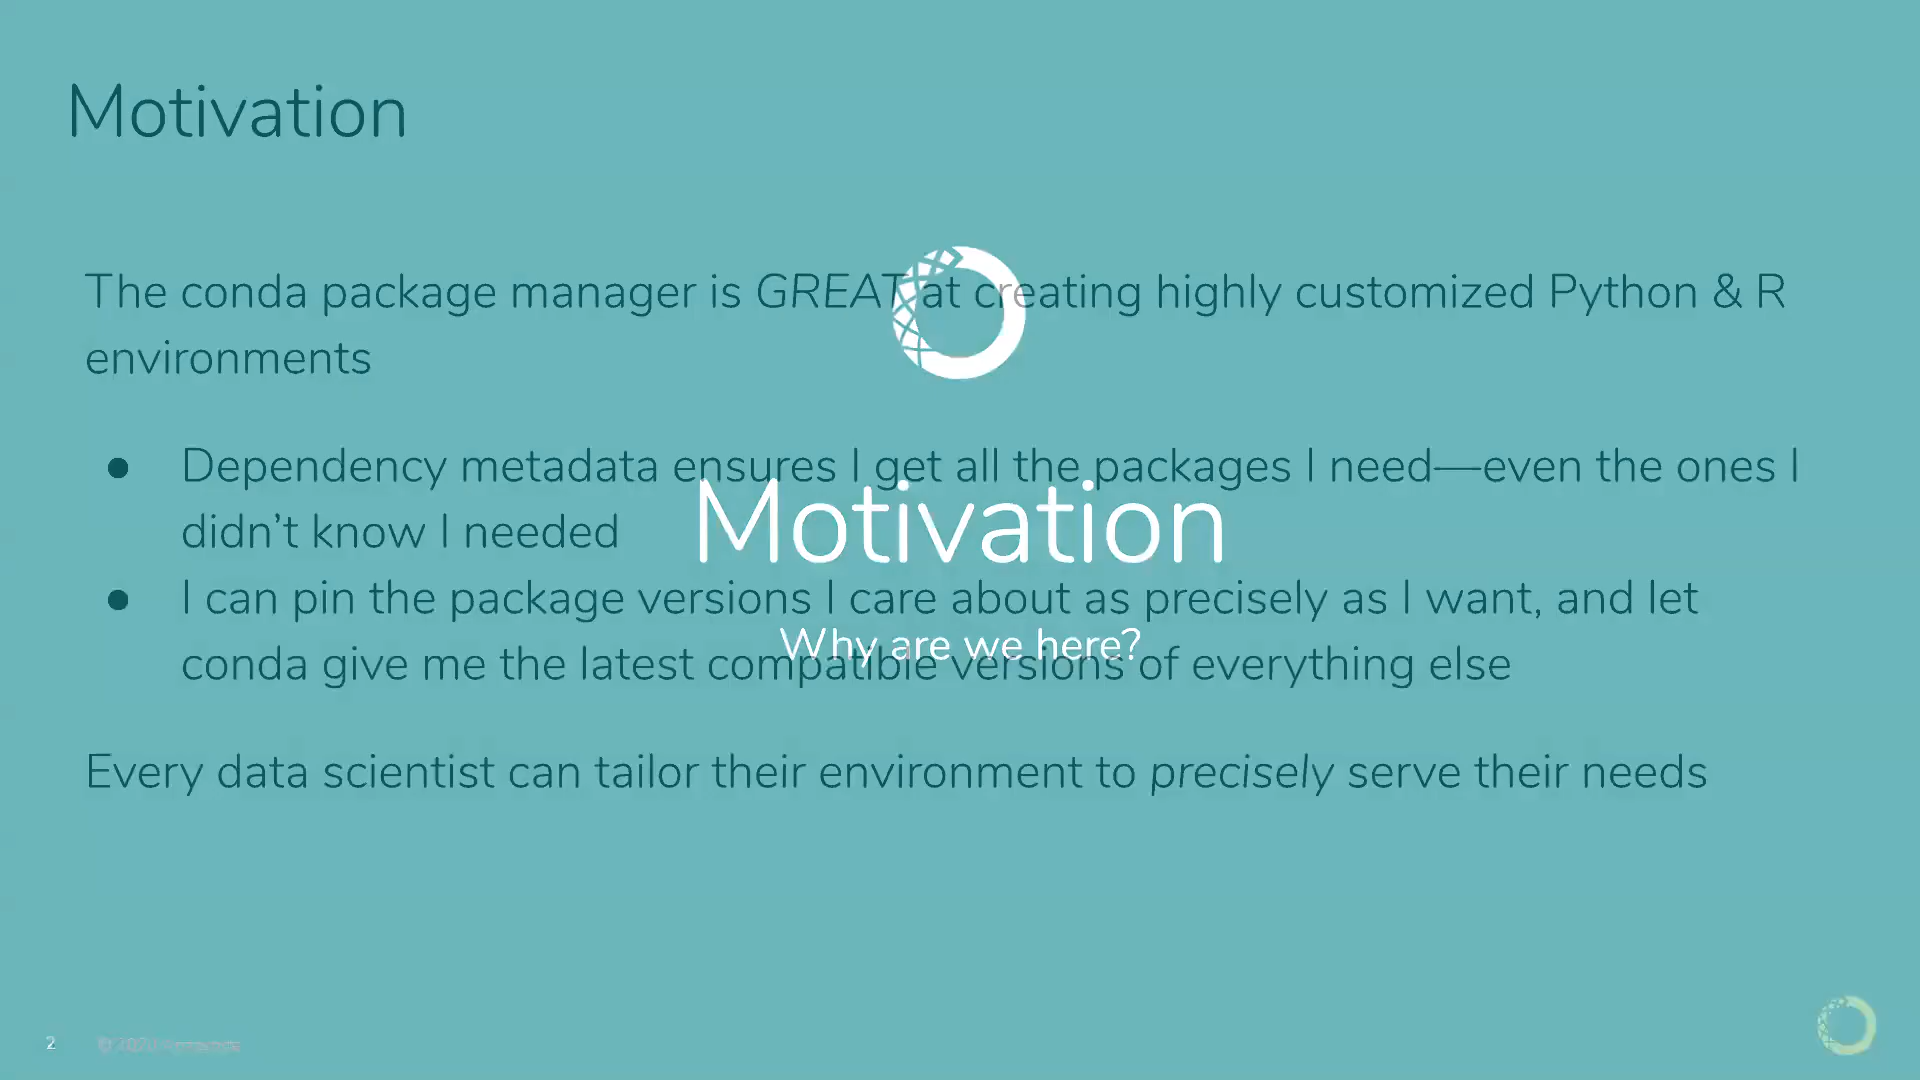 Motivation
The conda package manager is GREAT at creating highly customized Python & R
environments
● Dependency metadata ensures I get all the packages I need—even the ones I
didn’t know I needed
● I can pin the package versions I care about as precisely as I want, and let
conda give me the latest compatible versions of everything else
Every data scientist can tailor their environment to precisely serve their needs
Motivation
Why are we here?
2